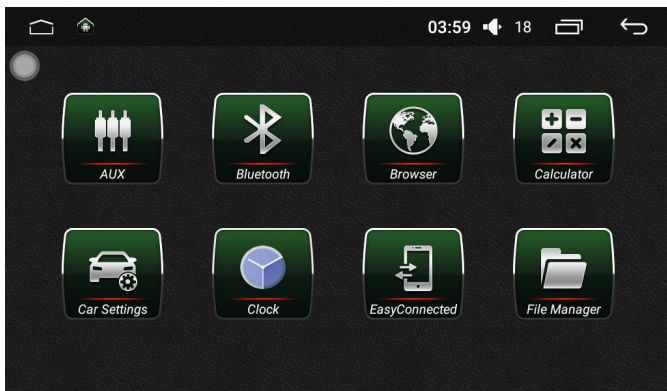 03:59 18
AUX Bluetooth Browser Calculator
Car Settings Clock EasyConnected File Manager